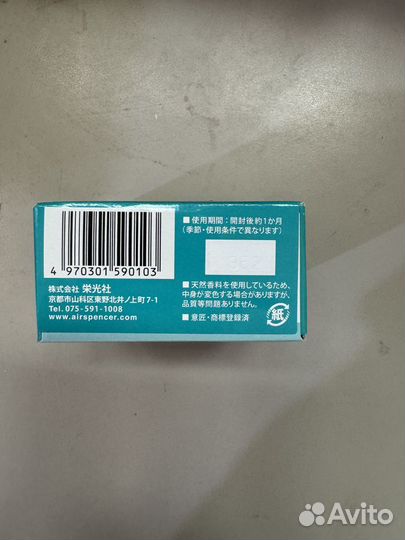 4 970301 590103
株式会社 栄光社
京都市山科区東野北井ノ上町 7-1
Tel. 075-591-1008
www.airspencer.com
■ 使用期間：開封後約1か月
(季節・使用条件で異なります)
■ 天然香料を使用しているため、
中身が変色する場合がありますが、
品質等問題ありません。
■ 意匠・商標登録済
紙
Avito